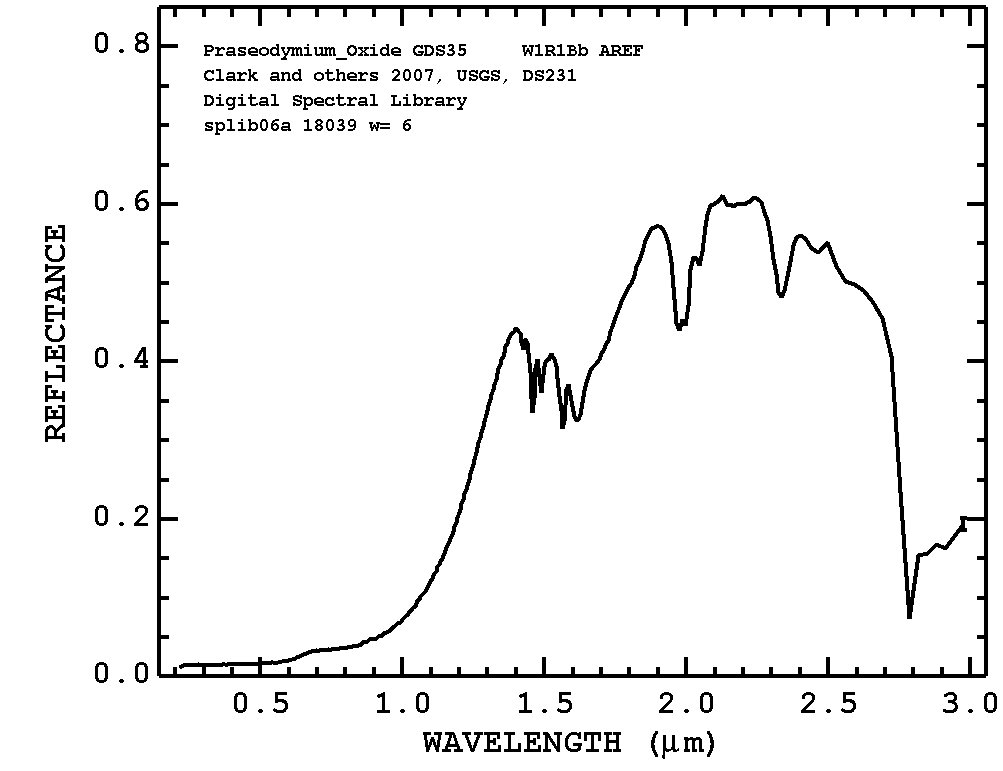 Praseodymium_Oxide GDS35 W1R1Bb AREF
Clark and others 2007, USGS, DS231
Digital Spectral Library
splib06a 18039 w= 6
0.8
0.6
0.4
0.2
0.0
REFLECTANCE
0.5 1.0 1.5 2.0 2.5 3.0
WAVELENGTH (μm)